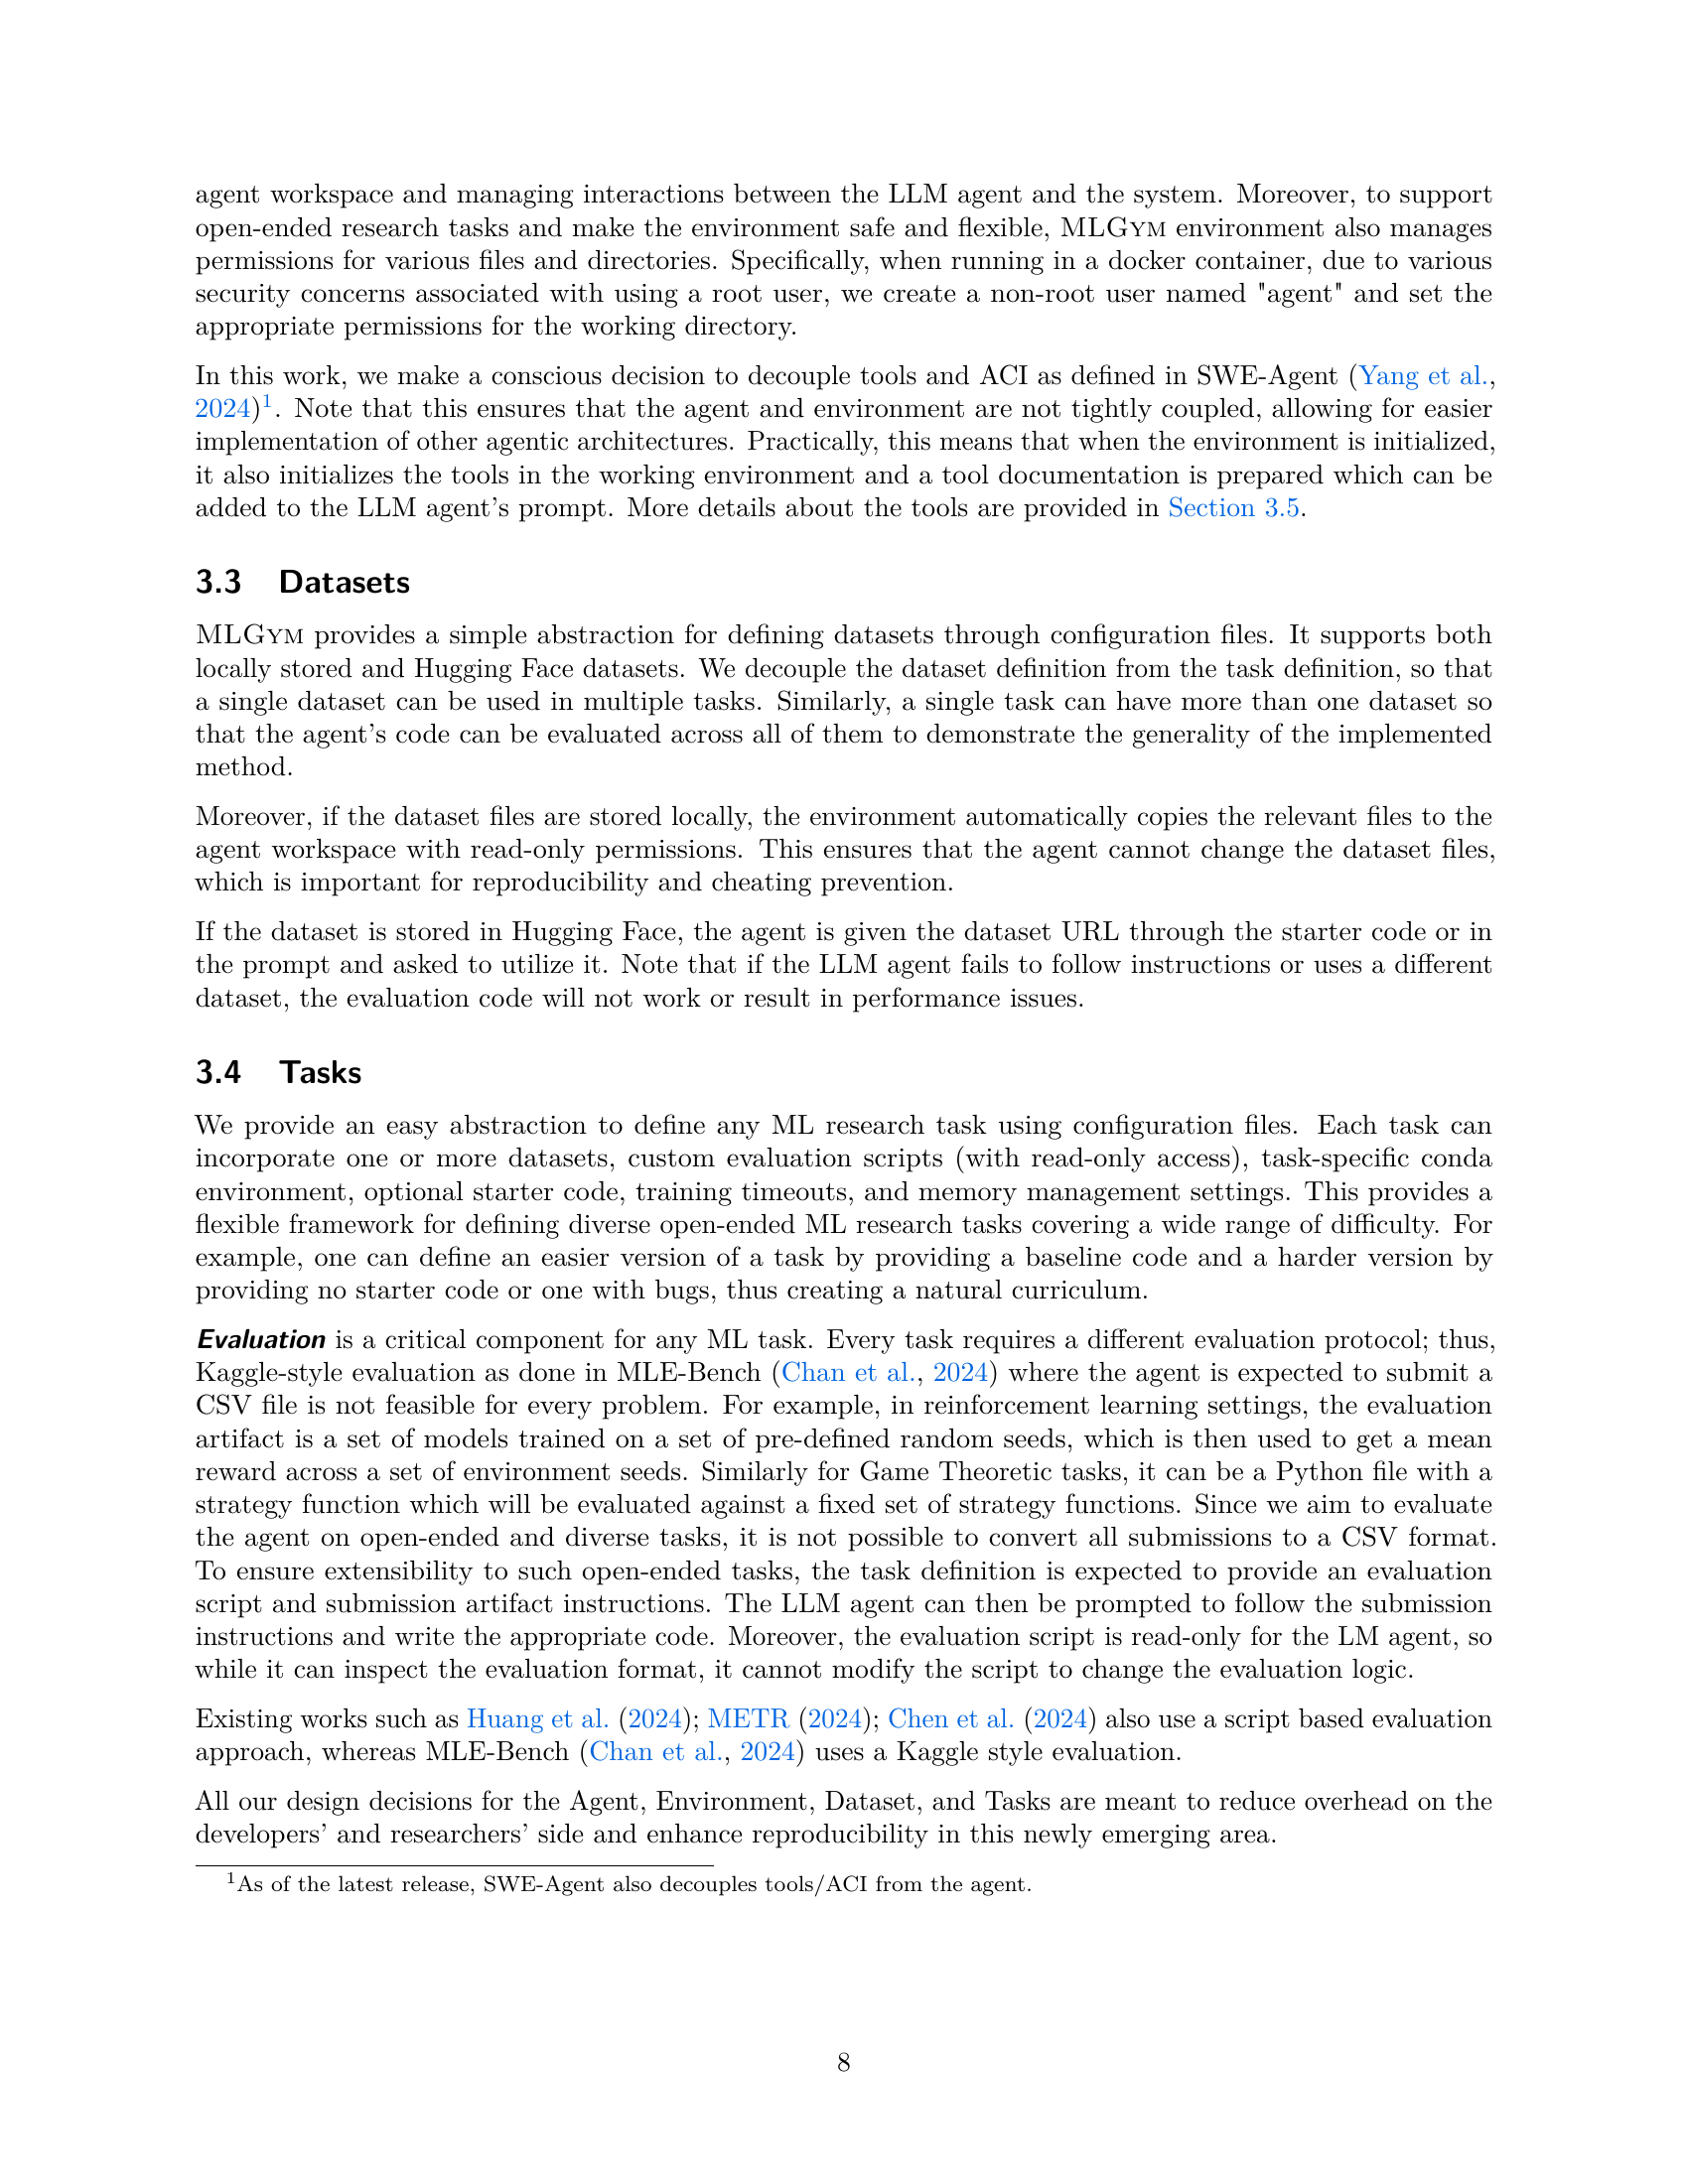 agent workspace and managing interactions between the LLM agent and the system. Moreover, to support
open-ended research tasks and make the environment safe and flexible, MLGYM environment also manages
permissions for various files and directories. Specifically, when running in a docker container, due to various
security concerns associated with using a root user, we create a non-root user named "agent" and set the
appropriate permissions for the working directory.
In this work, we make a conscious decision to decouple tools and ACI as defined in SWE-Agent (Yang et al.,
2024)1. Note that this ensures that the agent and environment are not tightly coupled, allowing for easier
implementation of other agentic architectures. Practically, this means that when the environment is initialized,
it also initializes the tools in the working environment and a tool documentation is prepared which can be
added to the LLM agent's prompt. More details about the tools are provided in Section 3.5.
3.3 Datasets
MLGYM provides a simple abstraction for defining datasets through configuration files. It supports both
locally stored and Hugging Face datasets. We decouple the dataset definition from the task definition, so that
a single dataset can be used in multiple tasks. Similarly, a single task can have more than one dataset so
that the agent's code can be evaluated across all of them to demonstrate the generality of the implemented
method.
Moreover, if the dataset files are stored locally, the environment automatically copies the relevant files to the
agent workspace with read-only permissions. This ensures that the agent cannot change the dataset files,
which is important for reproducibility and cheating prevention.
If the dataset is stored in Hugging Face, the agent is given the dataset URL through the starter code or in
the prompt and asked to utilize it. Note that if the LLM agent fails to follow instructions or uses a different
dataset, the evaluation code will not work or result in performance issues.
3.4 Tasks
We provide an easy abstraction to define any ML research task using configuration files. Each task can
incorporate one or more datasets, custom evaluation scripts (with read-only access), task-specific conda
environment, optional starter code, training timeouts, and memory management settings. This provides a
flexible framework for defining diverse open-ended ML research tasks covering a wide range of difficulty. For
example, one can define an easier version of a task by providing a baseline code and a harder version by
providing no starter code or one with bugs, thus creating a natural curriculum.
Evaluation is a critical component for any ML task. Every task requires a different evaluation protocol; thus,
Kaggle-style evaluation as done in MLE-Bench (Chan et al., 2024) where the agent is expected to submit a
CSV file is not feasible for every problem. For example, in reinforcement learning settings, the evaluation
artifact is a set of models trained on a set of pre-defined random seeds, which is then used to get a mean
reward across a set of environment seeds. Similarly for Game Theoretic tasks, it can be a Python file with a
strategy function which will be evaluated against a fixed set of strategy functions. Since we aim to evaluate
the agent on open-ended and diverse tasks, it is not possible to convert all submissions to a CSV format.
To ensure extensibility to such open-ended tasks, the task definition is expected to provide an evaluation
script and submission artifact instructions. The LLM agent can then be prompted to follow the submission
instructions and write the appropriate code. Moreover, the evaluation script is read-only for the LM agent, so
while it can inspect the evaluation format, it cannot modify the script to change the evaluation logic.
Existing works such as Huang et al. (2024); METR (2024); Chen et al. (2024) also use a script based evaluation
approach, whereas MLE-Bench (Chan et al., 2024) uses a Kaggle style evaluation.
All our design decisions for the Agent, Environment, Dataset, and Tasks are meant to reduce overhead on the
developers' and researchers' side and enhance reproducibility in this newly emerging area.
1As of the latest release, SWE-Agent also decouples tools/ACI from the agent.
8